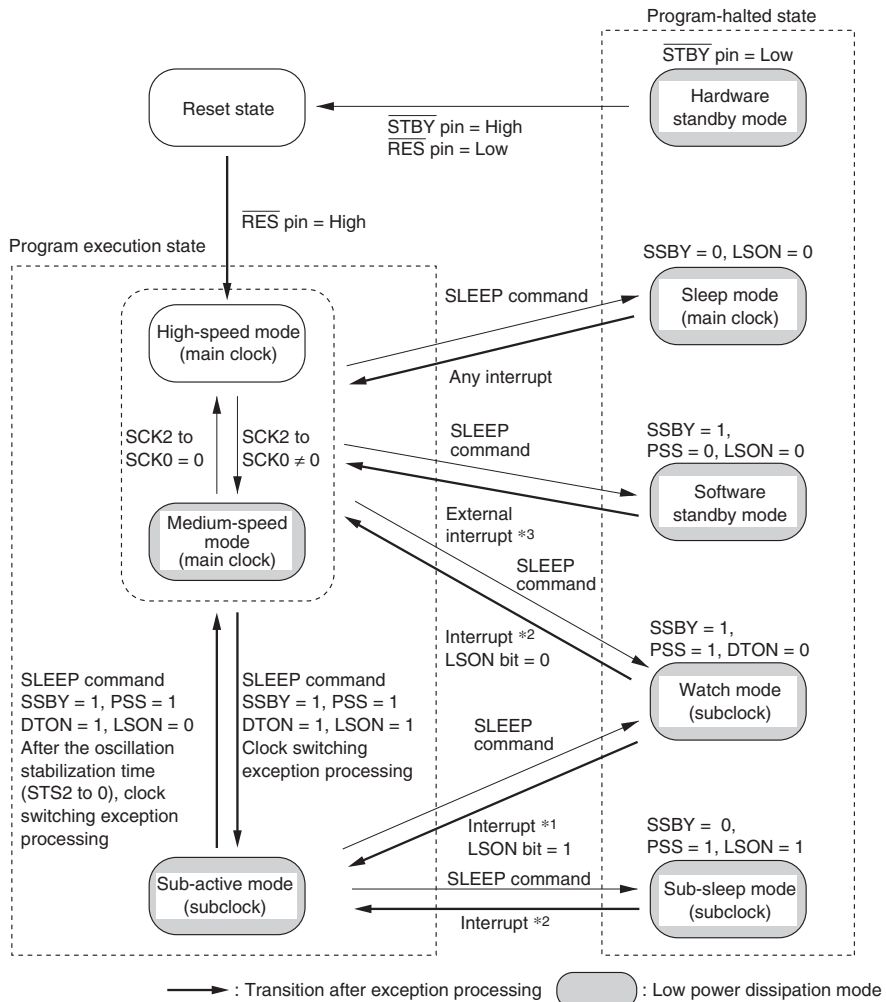 Program-halted state
STBY pin = Low
Hardware
standby mode
Reset state
STBY pin = High
RES pin = Low
RES pin = High
Program execution state
SSBY = 0, LSON = 0
Sleep mode
(main clock)
SLEEP command
Any interrupt
High-speed mode
(main clock)
SCK2 to
SCK0 = 0
SCK2 to
SCK0 ≠ 0
Medium-speed
mode
(main clock)
SLEEP
command
SSBY = 1,
PSS = 0, LSON = 0
Software
standby mode
External
interrupt *3
SLEEP
command
Interrupt *2
LSON bit = 0
SSBY = 1,
PSS = 1, DTON = 0
Watch mode
(subclock)
SLEEP command
SSBY = 1, PSS = 1
DTON = 1, LSON = 0
After the oscillation
stabilization time
(STS2 to 0), clock
switching exception
processing
SLEEP command
SSBY = 1, PSS = 1
DTON = 1, LSON = 1
Clock switching
exception processing
SLEEP
command
Interrupt *1
LSON bit = 1
SSBY = 0,
PSS = 1, LSON = 1
Sub-active mode
(subclock)
SLEEP command
Interrupt *2
Sub-sleep mode
(subclock)
: Transition after exception processing
: Low power dissipation mode